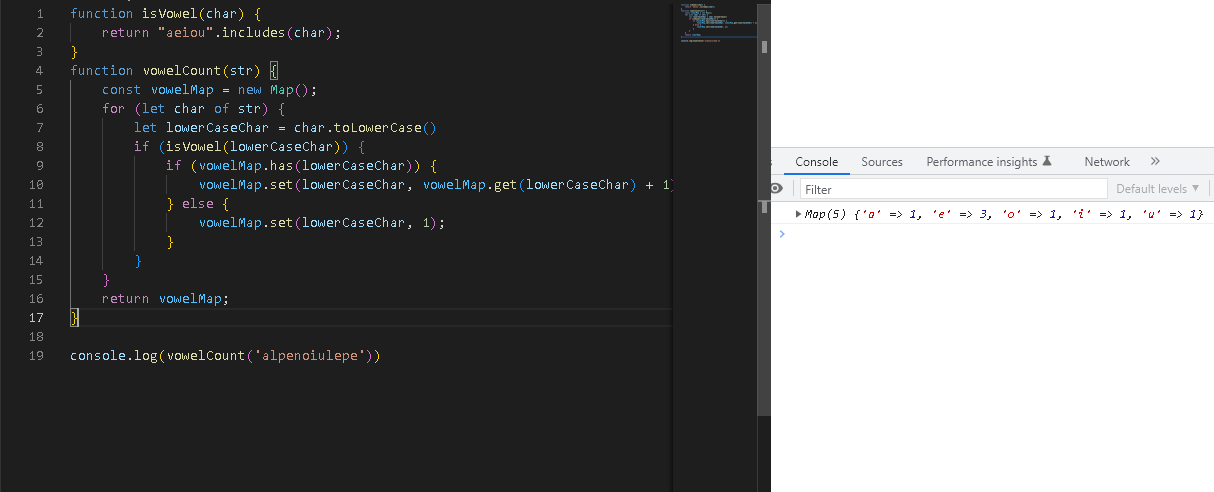 1 function isVowel(char) {
2 return "aeiou".includes(char);
3 }
4 function vowelCount(str) {
5 const vowelMap = new Map();
6 for (let char of str) {
7 let lowerCaseChar = char.toLowerCase()
8 if (isVowel(lowerCaseChar)) {
9 if (vowelMap.has(lowerCaseChar)) {
10 vowelMap.set(lowerCaseChar, vowelMap.get(lowerCaseChar) + 1)
11 } else {
12 vowelMap.set(lowerCaseChar, 1);
13 }
14 }
15 }
16 return vowelMap;
17 }
18
19 console.log(vowelCount('alpenoiulepe'))
Console Sources Performance insights Network »
Filter Default levels ▼
Map(5) {'a' => 1, 'e' => 3, 'o' => 1, 'i' => 1, 'u' => 1}